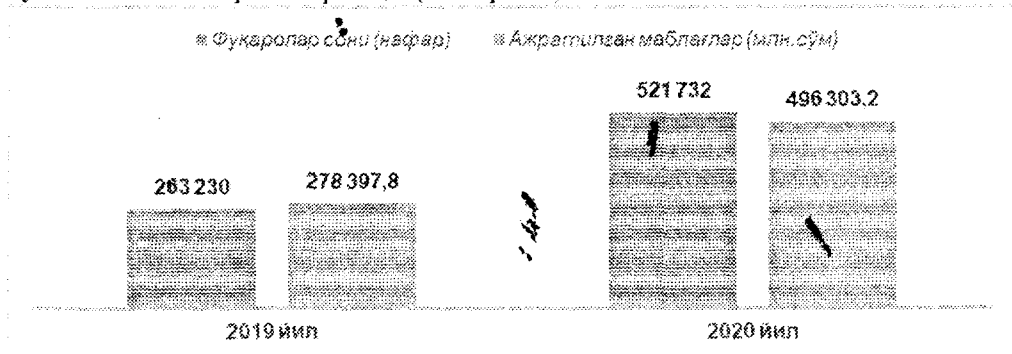 Фуқаролар сони (нафар) Ажратилган маблағлар (млн.сўм)
521 732 496 303,2
263 230 278 397,8
2019 йил 2020 йил